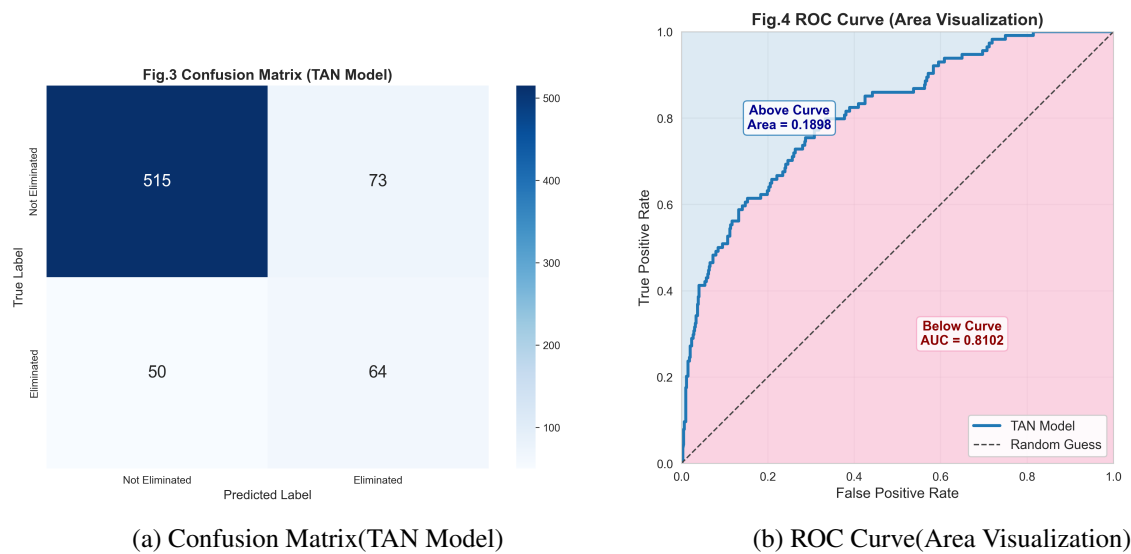 Fig.3 Confusion Matrix (TAN Model)
Not Eliminated
Eliminated
True Label
515
73
50
64
Not Eliminated
Eliminated
Predicted Label
500
400
300
200
100
(a) Confusion Matrix(TAN Model)
Fig.4 ROC Curve (Area Visualization)
True Positive Rate
1.0
0.8
0.6
0.4
0.2
0.0
Above Curve
Area = 0.1898
Below Curve
AUC = 0.8102
TAN Model
Random Guess
0.0
0.2
0.4
0.6
0.8
1.0
False Positive Rate
(b) ROC Curve(Area Visualization)